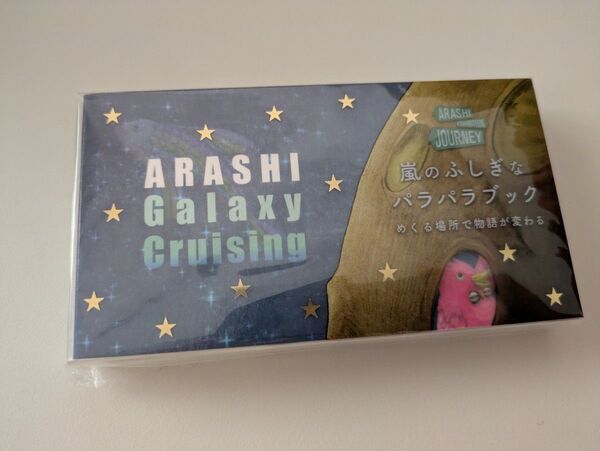 ARASHI
Galaxy
Cruising
ARASHI
EXHIBITION
JOURNEY
嵐のふしぎな
パラパラブック
めくる場所で物語が変わる